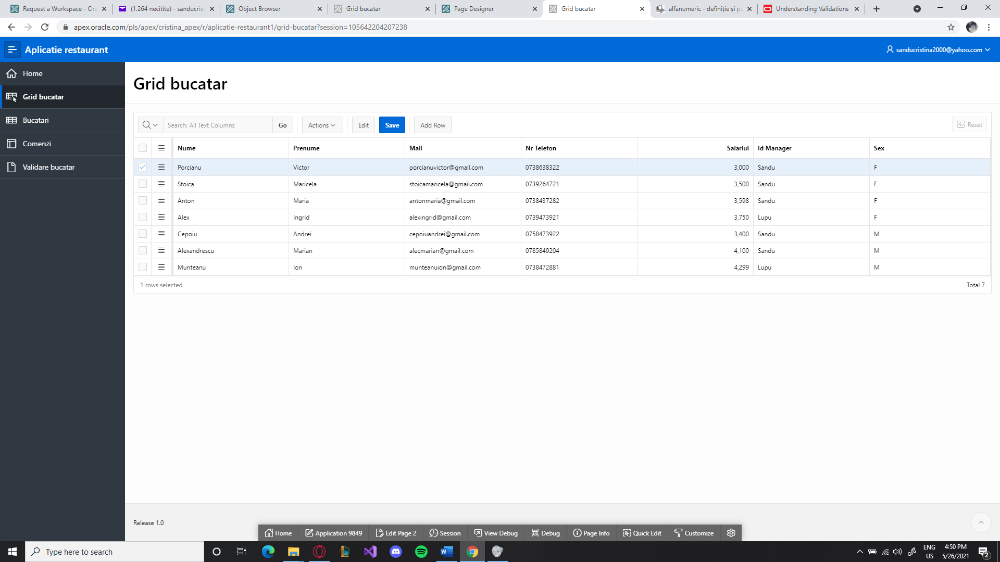 Request a Workspace - Ora
(1.264 necitite) - sanducrist
Object Browser
Grid bucatar
Page Designer
Grid bucatar
alfanumeric - definiție și pa
Understanding Validations
apex.oracle.com/pls/apex/cristina_apex/r/aplicatie-restaurant1/grid-bucatar?session=105642204207238
Aplicatie restaurant
sanducristina2000@yahoo.com
Home
Grid bucatar
Bucatari
Comenzi
Validare bucatar
Grid bucatar
Search: All Text Columns Go Actions Edit Save Add Row Reset
Nume Prenume Mail Nr Telefon Salariul Id Manager Sex
Porcianu Victor porcianuvictor@gmail.com 0738638322 3,000 Sandu F
Stoica Maricela stoicamaricela@gmail.com 0739264721 3,500 Sandu F
Anton Maria antonmaria@gmail.com 0738437282 3,598 Sandu F
Alex Ingrid alexingrid@gmail.com 0739473921 3,750 Lupu F
Cepoiu Andrei cepoiuandrei@gmail.com 0758473922 3,400 Sandu M
Alexandrescu Marian alecmarian@gmail.com 0785849204 4,100 Sandu M
Munteanu Ion munteanuion@gmail.com 0738472881 4,299 Lupu M
1 rows selected Total 7
Release 1.0
Home Application 9849 Edit Page 2 Session View Debug Debug Page Info Quick Edit Customize
Type here to search
ENG
US
4:50 PM
5/26/2021
2